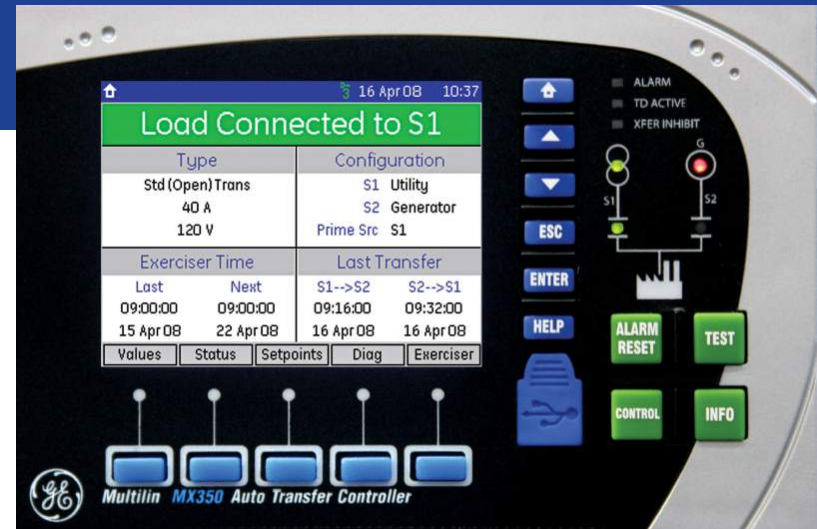 16 Apr 08 10:37
Load Connected to S1
Type
Std (Open) Trans
40 A
120 V
Configuration
S1 Utility
S2 Generator
Prime Src S1
Exerciser Time
Last Next
09:00:00 09:00:00
15 Apr 08 22 Apr 08
Last Transfer
S1-->S2 S2-->S1
09:16:00 09:32:00
16 Apr 08 16 Apr 08
Values Status Setpoints Diag Exerciser
ESC
ENTER
HELP
ALARM
TD ACTIVE
XFER INHIBIT
G
S1
S2
ALARM
RESET
TEST
CONTROL
INFO
GE
Multilin MX350 Auto Transfer Controller